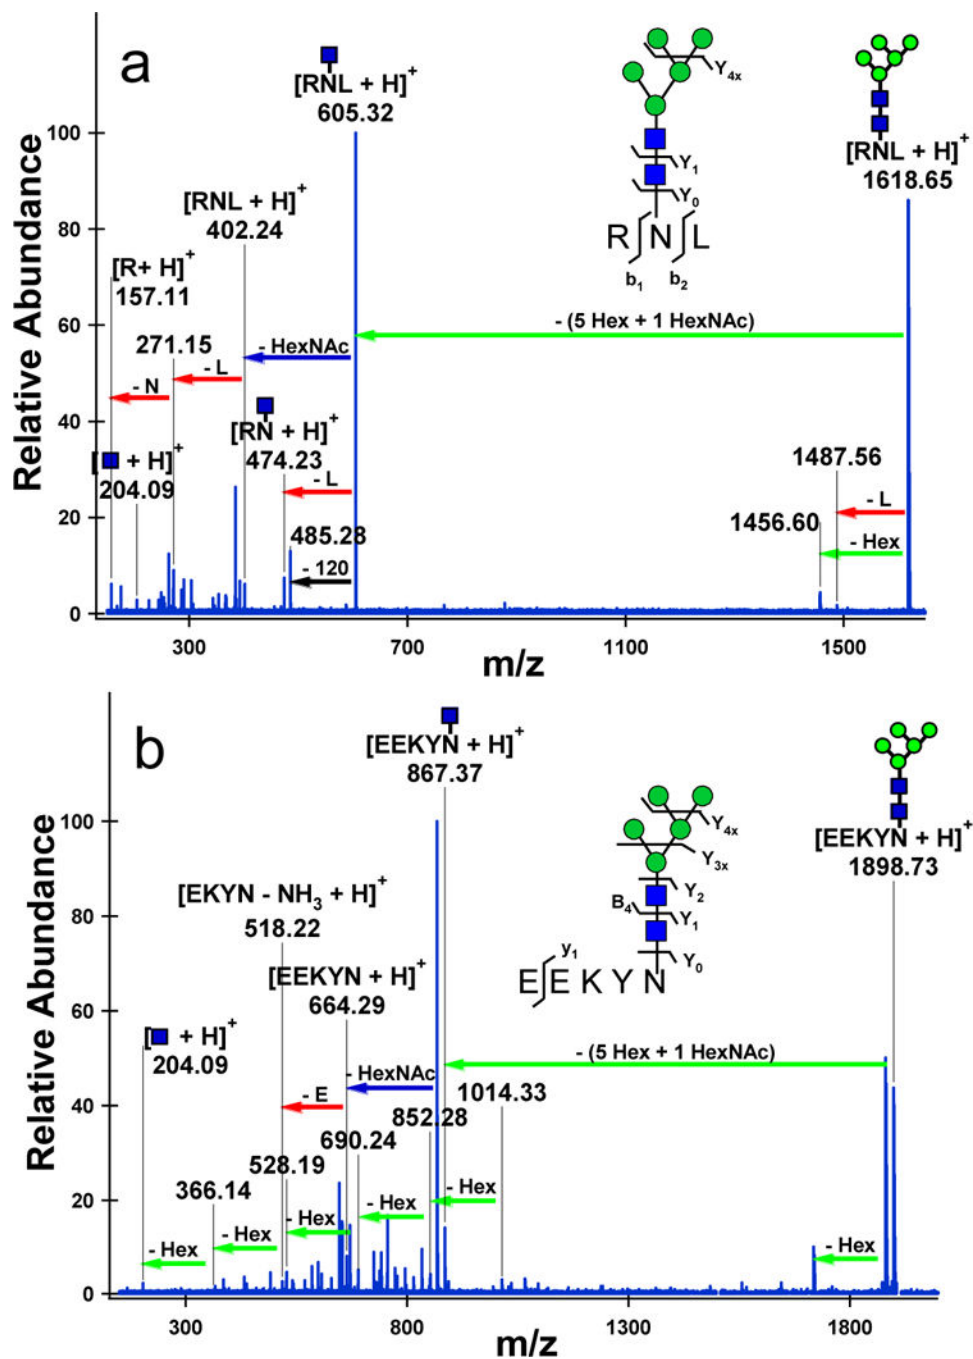 a
[RNL + H]+
605.32
Y4x
Y1
Y0
R N L
b1 b2
[RNL + H]+
1618.65
[RNL + H]+
402.24
[R+ H]+
157.11
271.15
- HexNAc
- L
- N
- (5 Hex + 1 HexNAc)
[RN + H]+
474.23
[ + H]+
204.09
- L
485.28
- 120
1487.56
- L
1456.60
- Hex
Relative Abundance
100
80
60
40
20
0
300 700 1100 1500
m/z
b
[EEKYN + H]+
867.37
Y4x
Y3x
Y2
B4
Y1
Y0
y1
E E K Y N
[EEKYN + H]+
1898.73
[EKYN - NH3 + H]+
518.22
[EEKYN + H]+
664.29
[ + H]+
204.09
- (5 Hex + 1 HexNAc)
- HexNAc
- E
1014.33
852.28
690.24
528.19
366.14
- Hex
- Hex
- Hex
- Hex
- Hex
- Hex
Relative Abundance
100
80
60
40
20
0
300 800 1300 1800
m/z